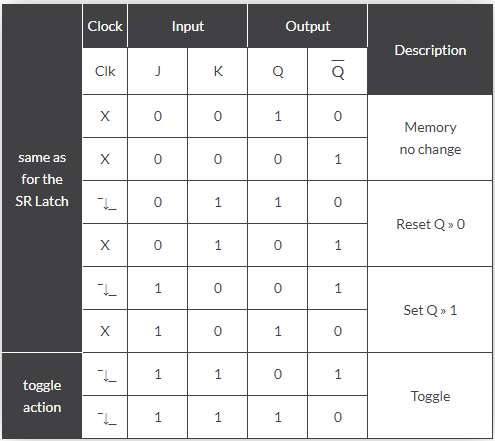 Clock Input Output Description
Clk J K Q Q̅
same as
for the
SR Latch
X 0 0 1 0
Memory
no change
X 0 0 0 1
¯↓_ 0 1 1 0
Reset Q » 0
X 0 1 0 1
¯↓_ 1 0 0 1
Set Q » 1
X 1 0 1 0
toggle
action
¯↓_ 1 1 0 1
Toggle
¯↓_ 1 1 1 0